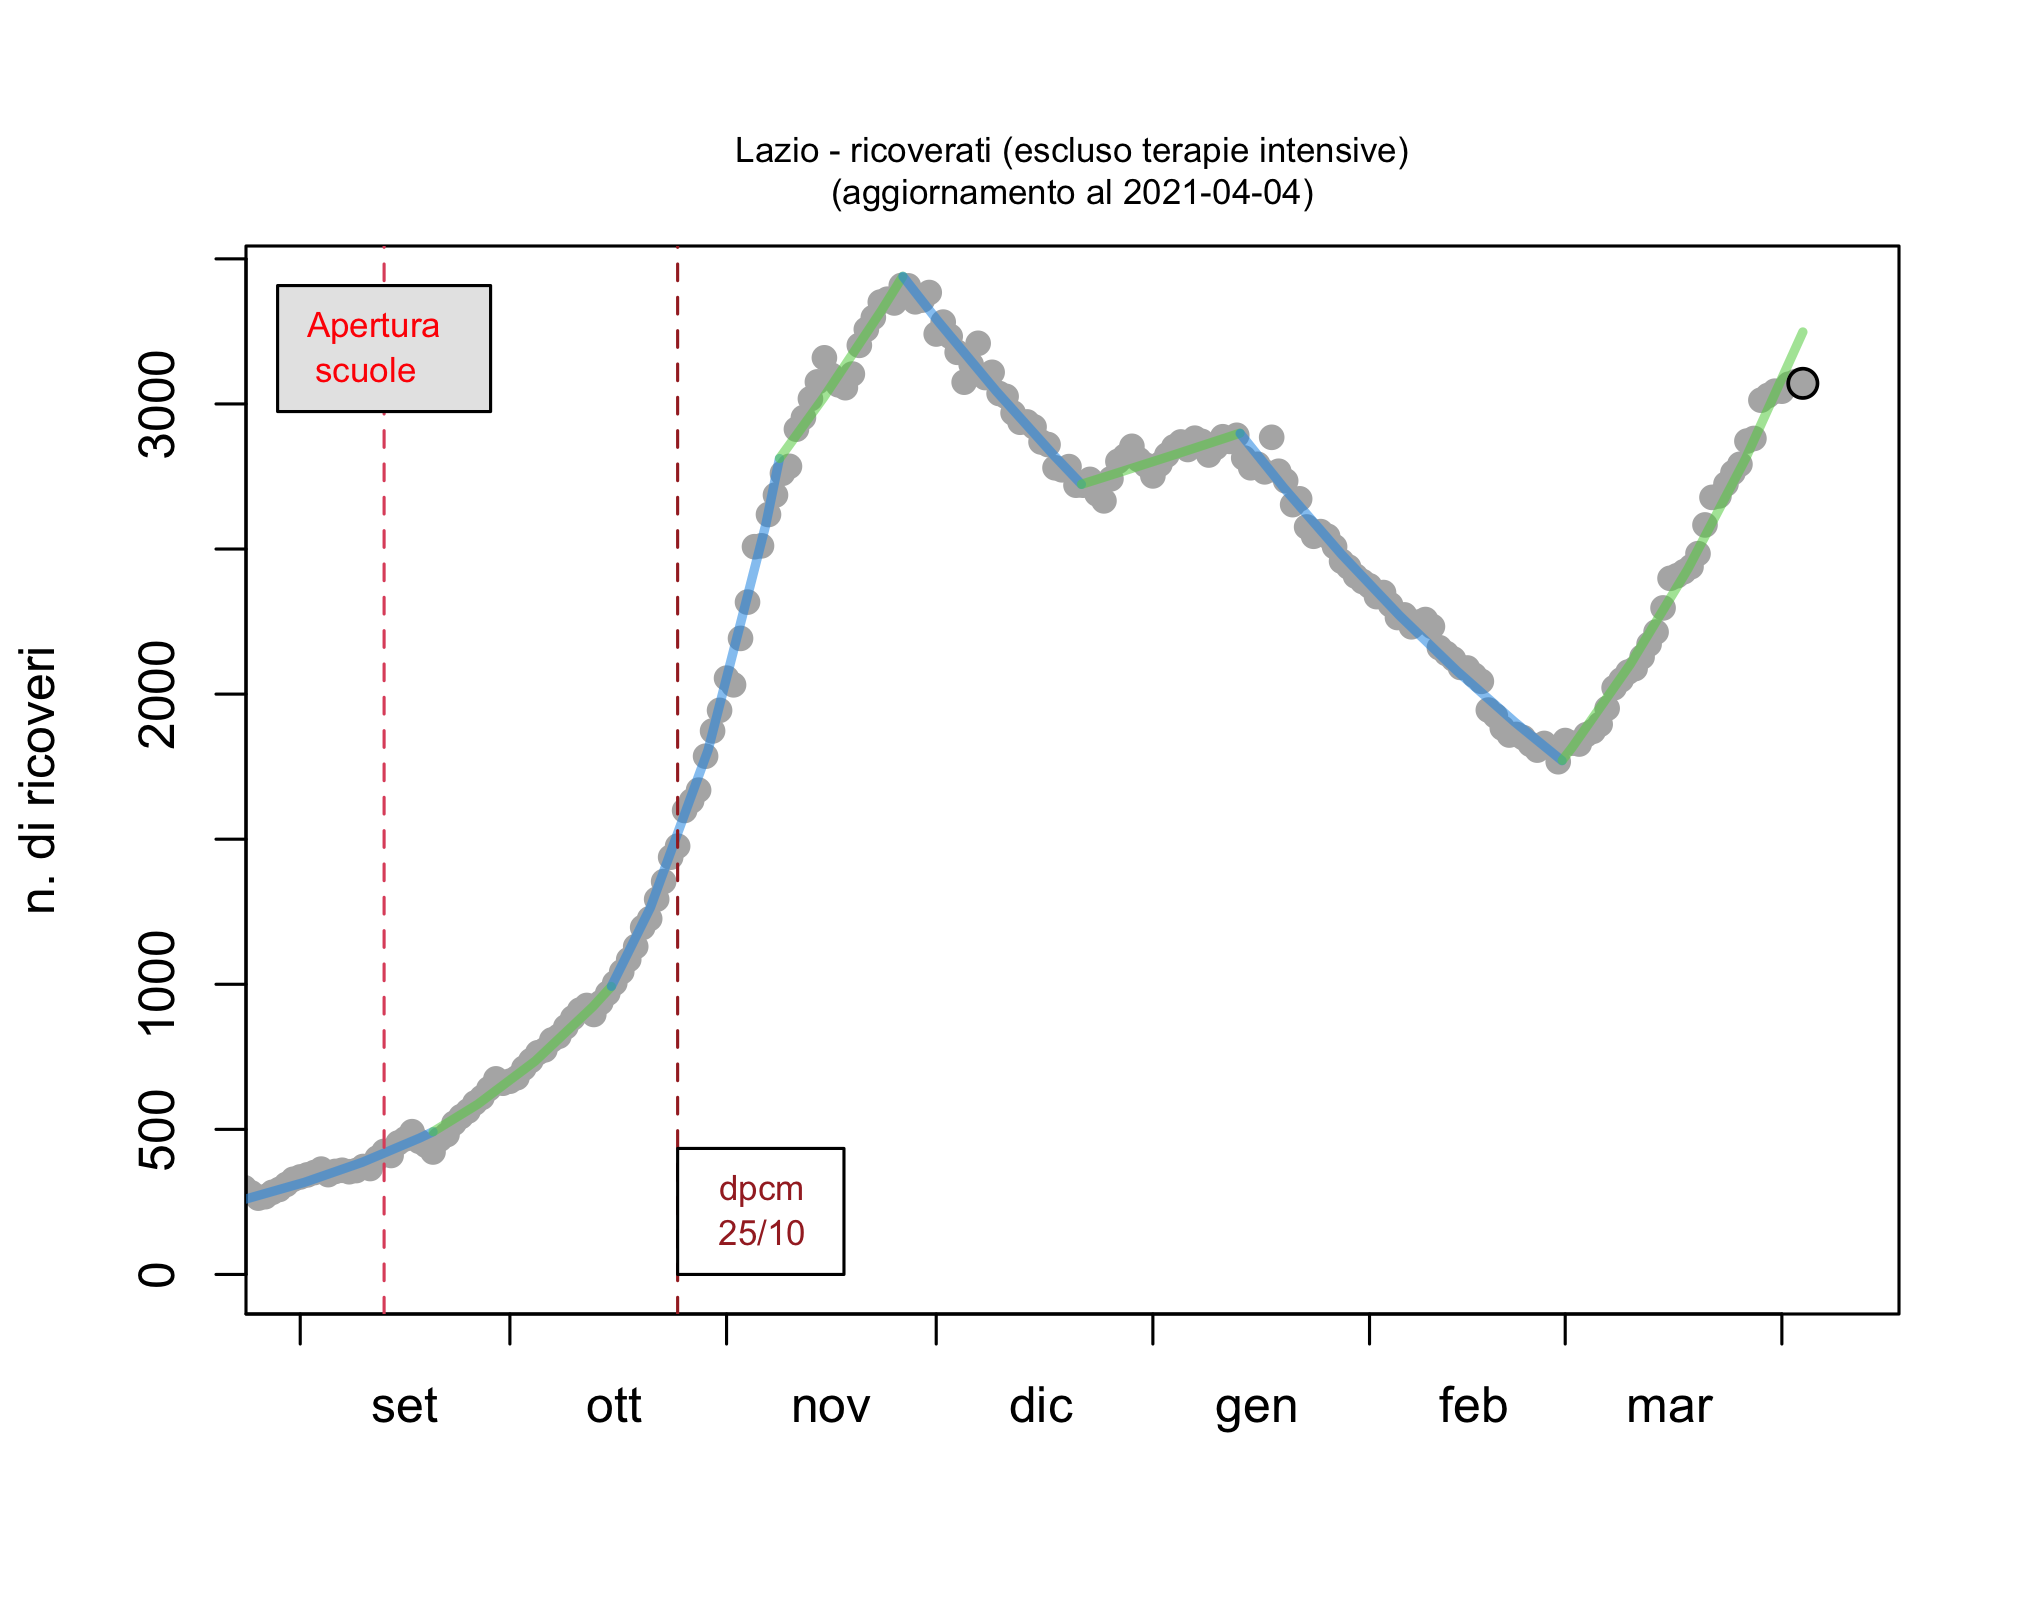 Lazio - ricoverati (escluso terapie intensive)
(aggiornamento al 2021-04-04)
Apertura
scuole
dpcm
25/10
n. di ricoveri
3000
2000
1000
500
0
set ott nov dic gen feb mar